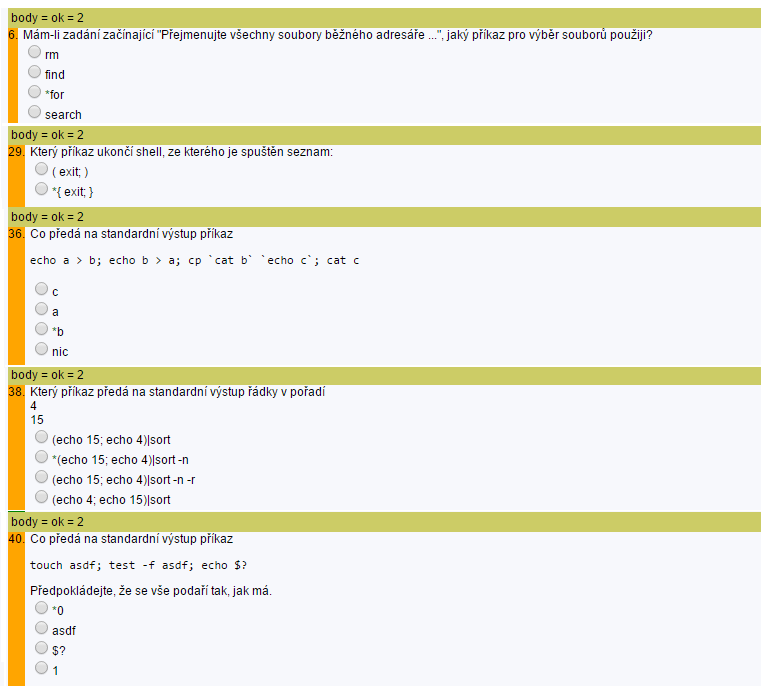 body = ok = 2
6. Mám-li zadání začínající "Přejmenujte všechny soubory běžného adresáře ...", jaký příkaz pro výběr souborů použiji?
rm
find
*for
search
body = ok = 2
29. Který příkaz ukončí shell, ze kterého je spuštěn seznam:
( exit; )
*{ exit; }
body = ok = 2
36. Co předá na standardní výstup příkaz
echo a > b; echo b > a; cp `cat b` `echo c`; cat c
c
a
*b
nic
body = ok = 2
38. Který příkaz předá na standardní výstup řádky v pořadí
4
15
(echo 15; echo 4)|sort
*(echo 15; echo 4)|sort -n
(echo 15; echo 4)|sort -n -r
(echo 4; echo 15)|sort
body = ok = 2
40. Co předá na standardní výstup příkaz
touch asdf; test -f asdf; echo $?
Předpokládejte, že se vše podaří tak, jak má.
*0
asdf
$?
1